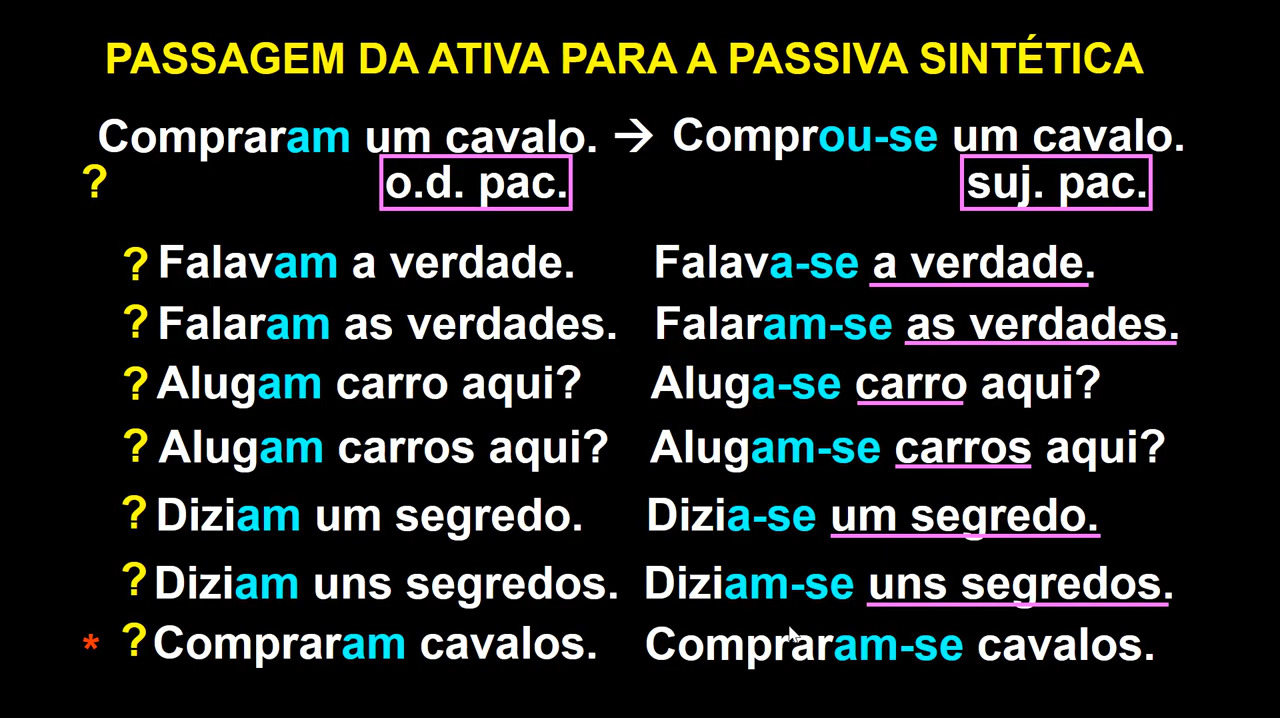 PASSAGEM DA ATIVA PARA A PASSIVA SINTÉTICA
Compraram um cavalo. → Comprou-se um cavalo.
? o.d. pac. suj. pac.
? Falavam a verdade. Falava-se a verdade.
? Falaram as verdades. Falaram-se as verdades.
? Alugam carro aqui? Aluga-se carro aqui?
? Alugam carros aqui? Alugam-se carros aqui?
? Diziam um segredo. Dizia-se um segredo.
? Diziam uns segredos. Diziam-se uns segredos.
* ? Compraram cavalos. Compraram-se cavalos.